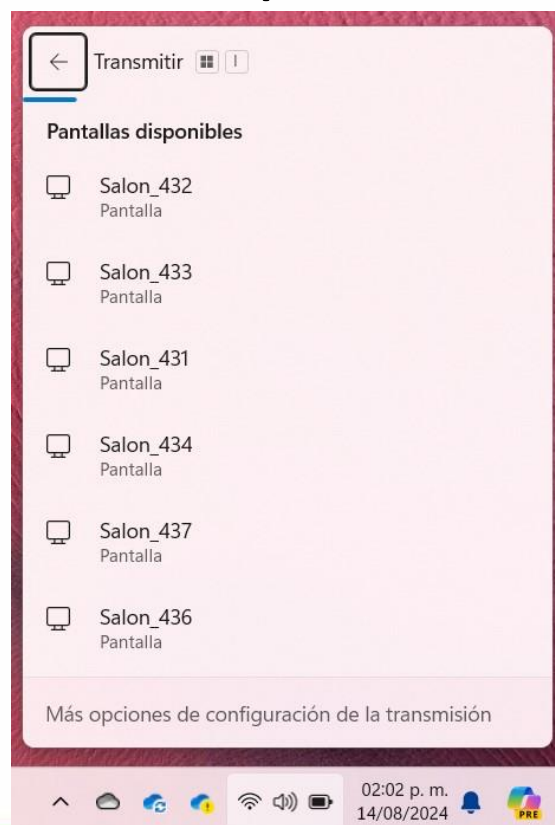 Transmitir
Pantallas disponibles
Salon_432
Pantalla
Salon_433
Pantalla
Salon_431
Pantalla
Salon_434
Pantalla
Salon_437
Pantalla
Salon_436
Pantalla
Más opciones de configuración de la transmisión
02:02 p. m.
14/08/2024
PRE